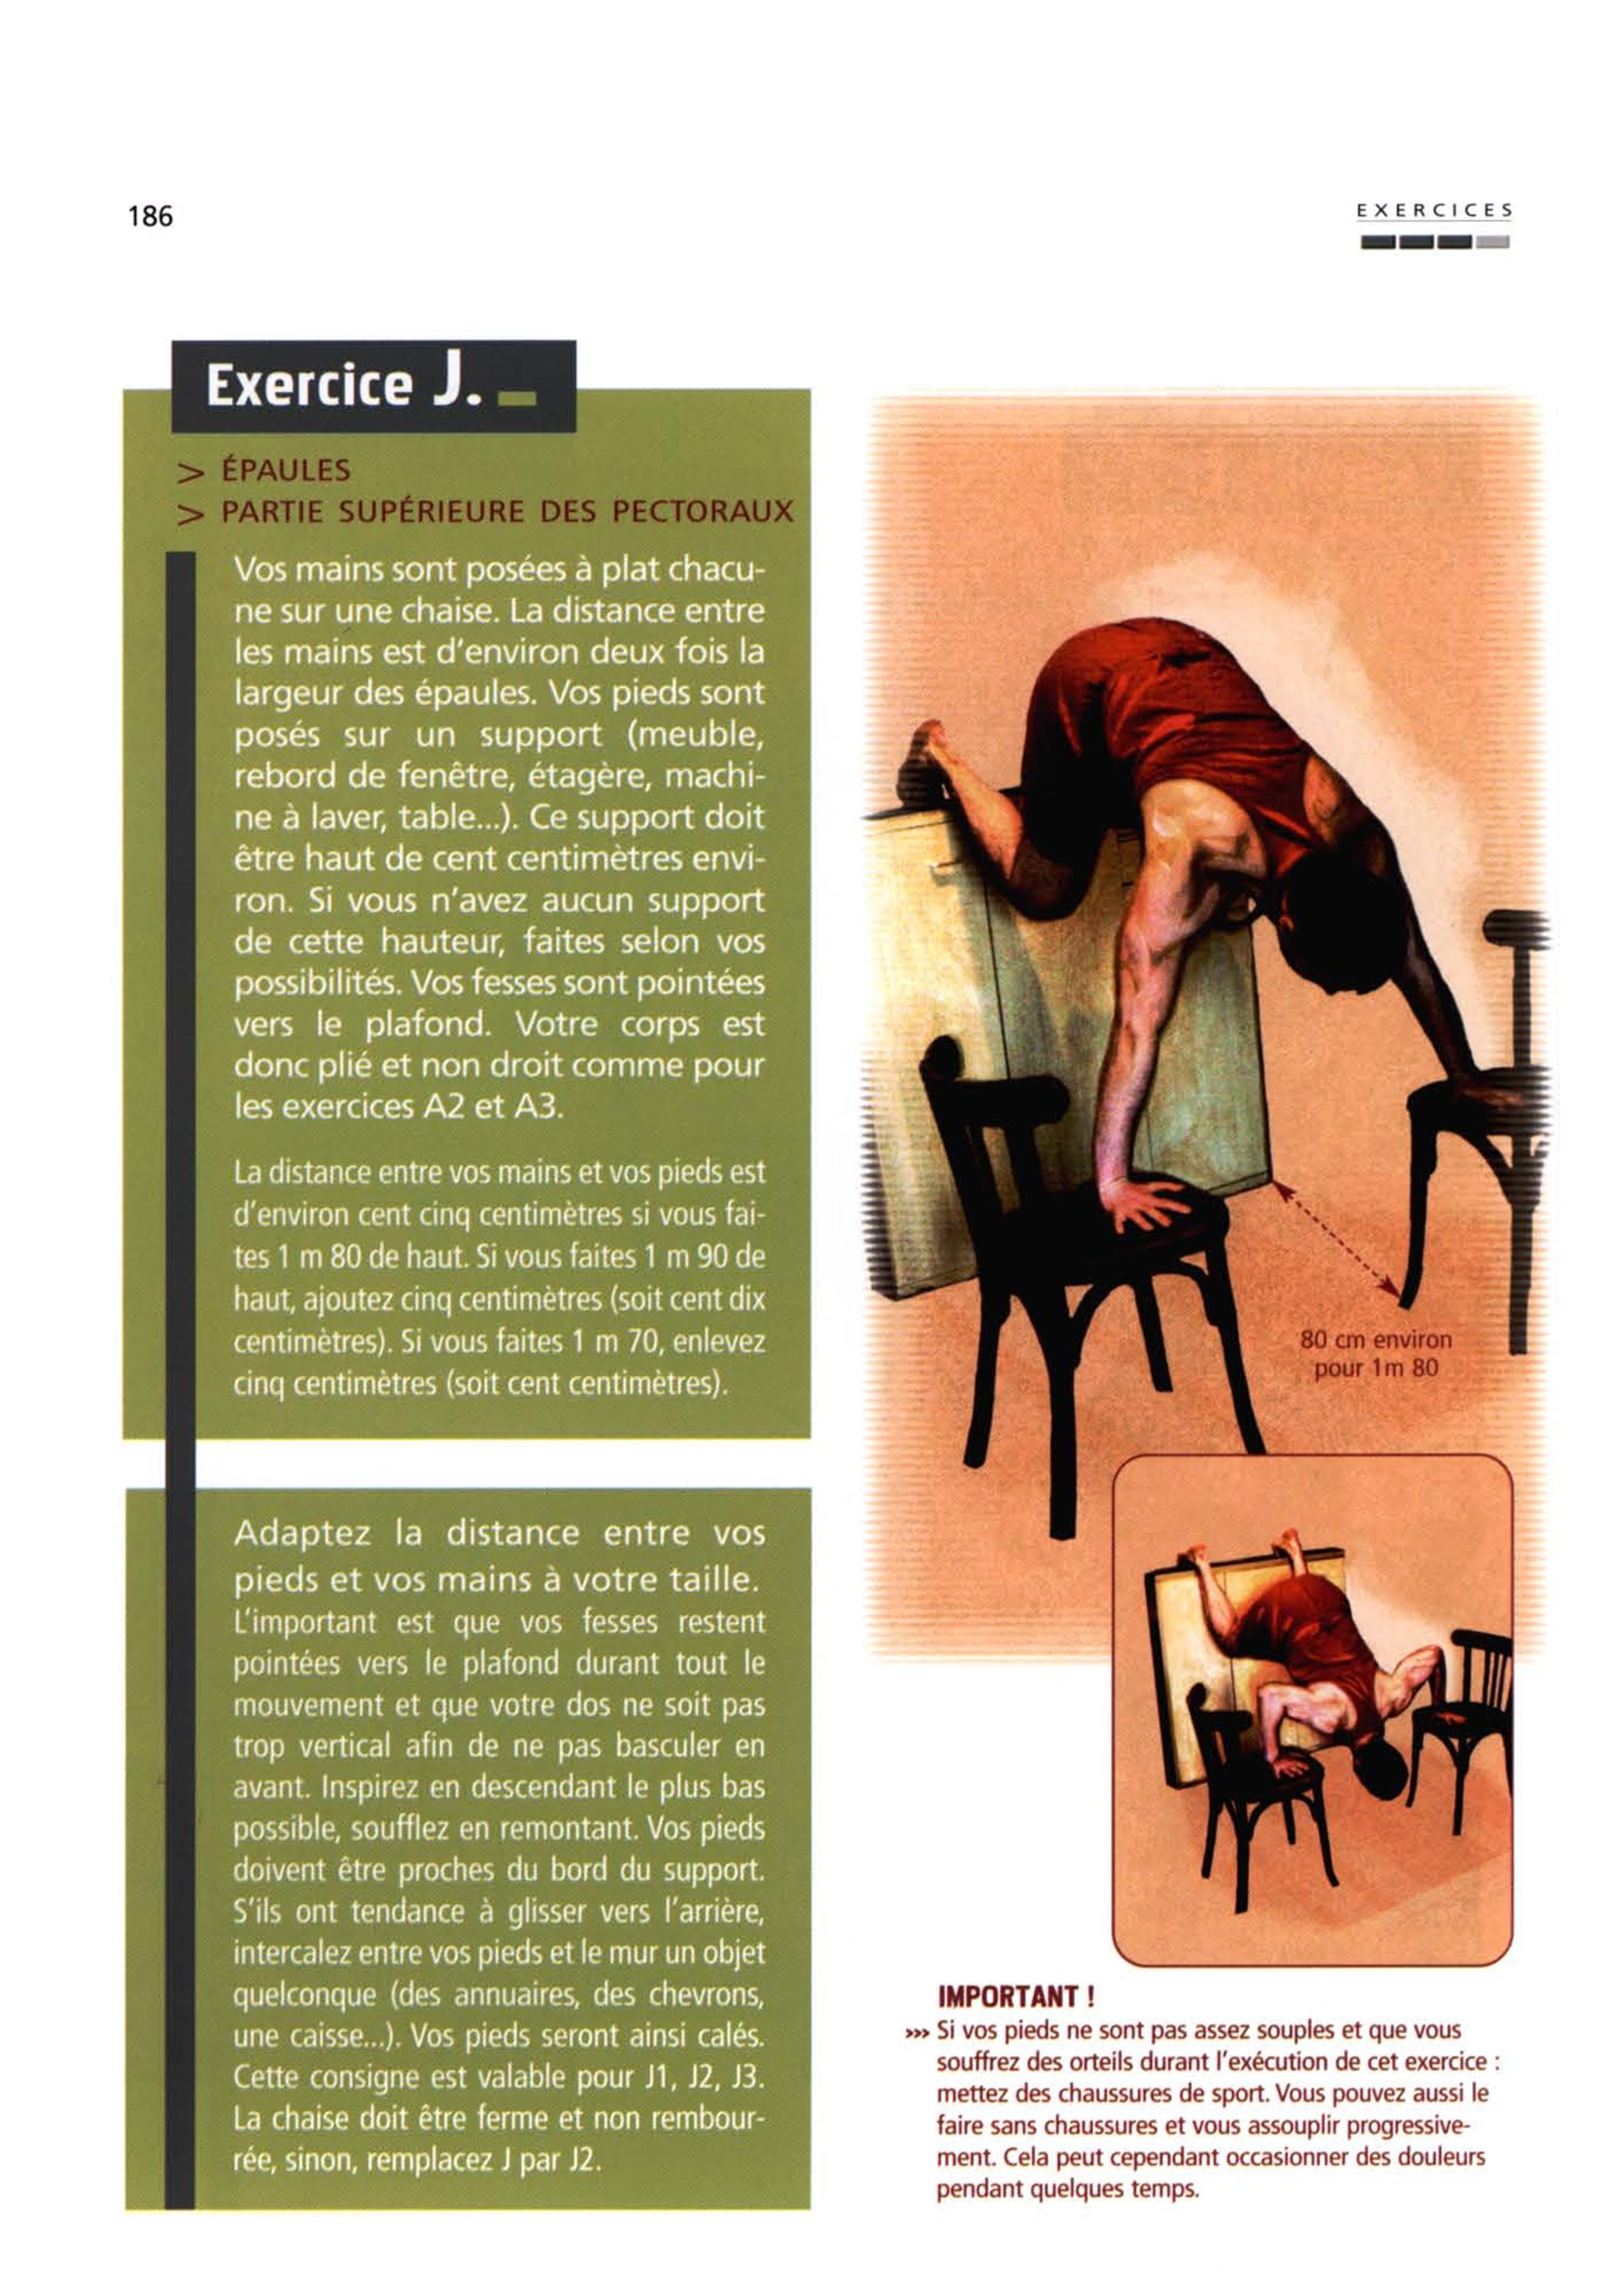 186
EXERCICES
Exercice J.
> ÉPAULES
> PARTIE SUPÉRIEURE DES PECTORAUX
Vos mains sont posées à plat chacu-
ne sur une chaise. La distance entre
les mains est d'environ deux fois la
largeur des épaules. Vos pieds sont
posés sur un support (meuble,
rebord de fenêtre, étagère, machi-
ne à laver, table...). Ce support doit
être haut de cent centimètres envi-
ron. Si vous n'avez aucun support
de cette hauteur, faites selon vos
possibilités. Vos fesses sont pointées
vers le plafond. Votre corps est
donc plié et non droit comme pour
les exercices A2 et A3.
La distance entre vos mains et vos pieds est
d'environ cent cinq centimètres si vous fai-
tes 1 m 80 de haut. Si vous faites 1 m 90 de
haut, ajoutez cinq centimètres (soit cent dix
centimètres). Si vous faites 1 m 70, enlevez
cinq centimètres (soit cent centimètres).
Adaptez la distance entre vos
pieds et vos mains à votre taille.
L'important est que vos fesses restent
pointées vers le plafond durant tout le
mouvement et que votre dos ne soit pas
trop vertical afin de ne pas basculer en
avant. Inspirez en descendant le plus bas
possible, soufflez en remontant. Vos pieds
doivent être proches du bord du support.
S'ils ont tendance à glisser vers l'arrière,
intercalez entre vos pieds et le mur un objet
quelconque (des annuaires, des chevrons,
une caisse...). Vos pieds seront ainsi calés.
Cette consigne est valable pour J1, J2, J3.
La chaise doit être ferme et non rembour-
rée, sinon, remplacez J par J2.
80 cm environ
pour 1m 80
IMPORTANT !
»» Si vos pieds ne sont pas assez souples et que vous
souffrez des orteils durant l'exécution de cet exercice :
mettez des chaussures de sport. Vous pouvez aussi le
faire sans chaussures et vous assouplir progressive-
ment. Cela peut cependant occasionner des douleurs
pendant quelques temps.